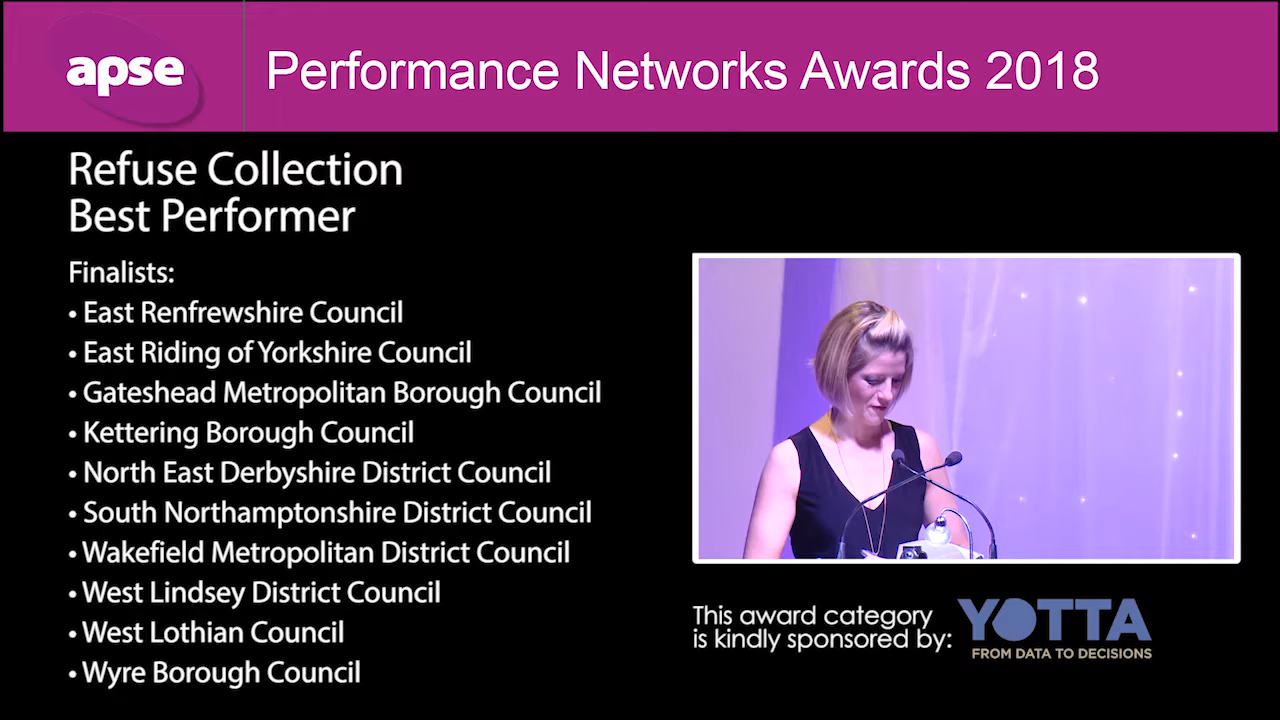 apse
Performance Networks Awards 2018
Refuse Collection
Best Performer
Finalists:
• East Renfrewshire Council
• East Riding of Yorkshire Council
• Gateshead Metropolitan Borough Council
• Kettering Borough Council
• North East Derbyshire District Council
• South Northamptonshire District Council
• Wakefield Metropolitan District Council
• West Lindsey District Council
• West Lothian Council
• Wyre Borough Council
This award category
is kindly sponsored by:
YOTTA
FROM DATA TO DECISIONS